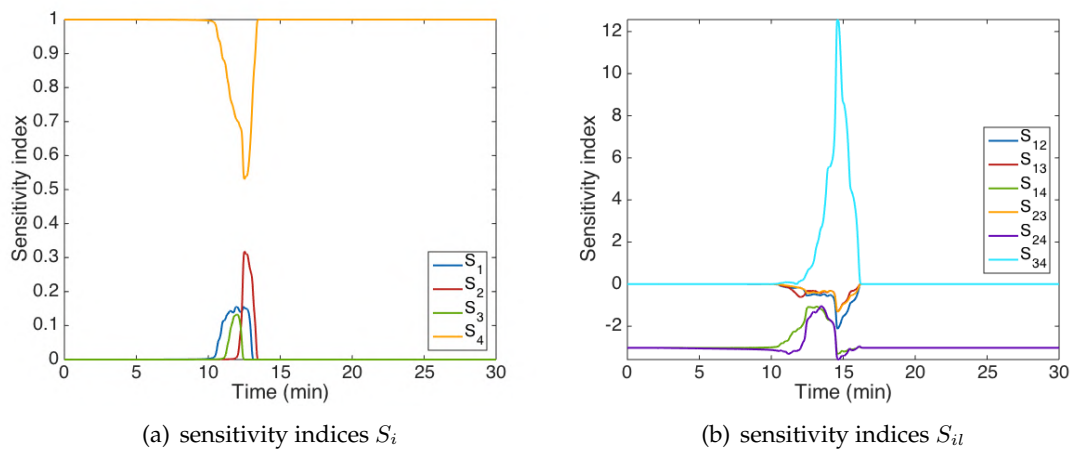 1
0.9
0.8
0.7
0.6
0.5
0.4
0.3
0.2
0.1
0
Sensitivity index
0 5 10 15 20 25 30
Time (min)
S1
S2
S3
S4
(a) sensitivity indices Si
12
10
8
6
4
2
0
-2
Sensitivity index
0 5 10 15 20 25 30
Time (min)
S12
S13
S14
S23
S24
S34
(b) sensitivity indices Sil